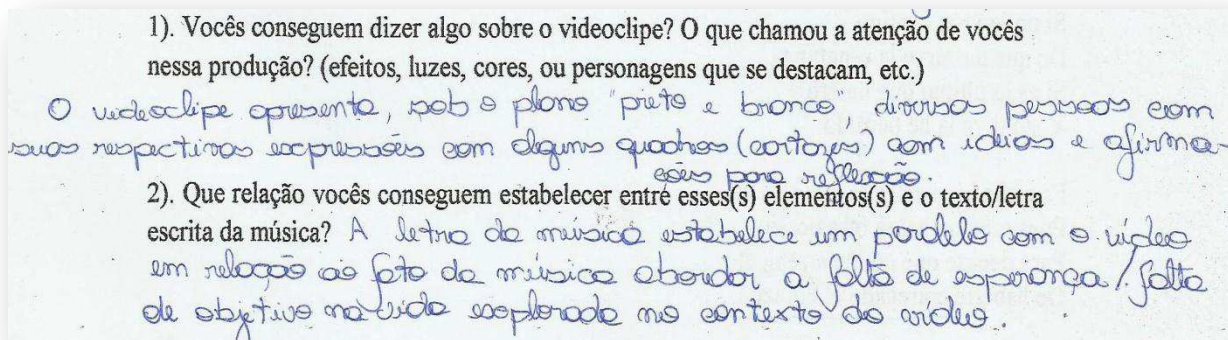 1). Vocês conseguem dizer algo sobre o videoclipe? O que chamou a atenção de vocês
nessa produção? (efeitos, luzes, cores, ou personagens que se destacam, etc.)
O videoclipe apresenta, sob o plano "preto e branco", diversas pessoas com
suas respectivas expressões com alguns quadros (cartazes) com idéias e afirma-
ções para reflexão.
2). Que relação vocês conseguem estabelecer entre esses(s) elementos(s) e o texto/letra
escrita da música? A letra da música estabelece um paralelo com o vídeo
em relação ao fato da música abordar a falta de esperança / falta
de objetivo na vida explorada no contexto do vídeo.